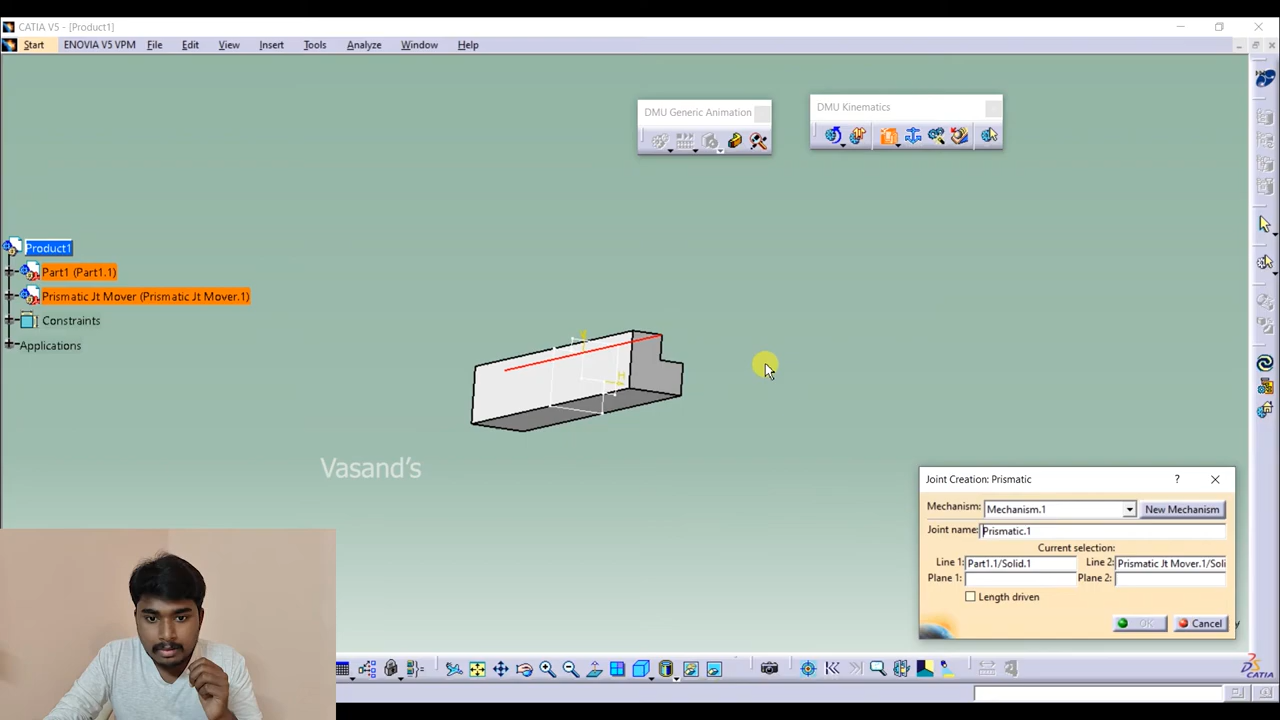 CATIA V5 - [Product1]
Start ENOVIA V5 VPM File Edit View Insert Tools Analyze Window Help
DMU Generic Animation
DMU Kinematics
Product1
Part1 (Part1.1)
Prismatic Jt Mover (Prismatic Jt Mover.1)
Constraints
Applications
H
Vasand's
Joint Creation: Prismatic
Mechanism: Mechanism.1 New Mechanism
Joint name: Prismatic.1
Current selection:
Line 1: Part1.1/Solid.1 Line 2: Prismatic Jt Mover.1/Soli
Plane 1: Plane 2:
Length driven
OK Cancel
CATIA